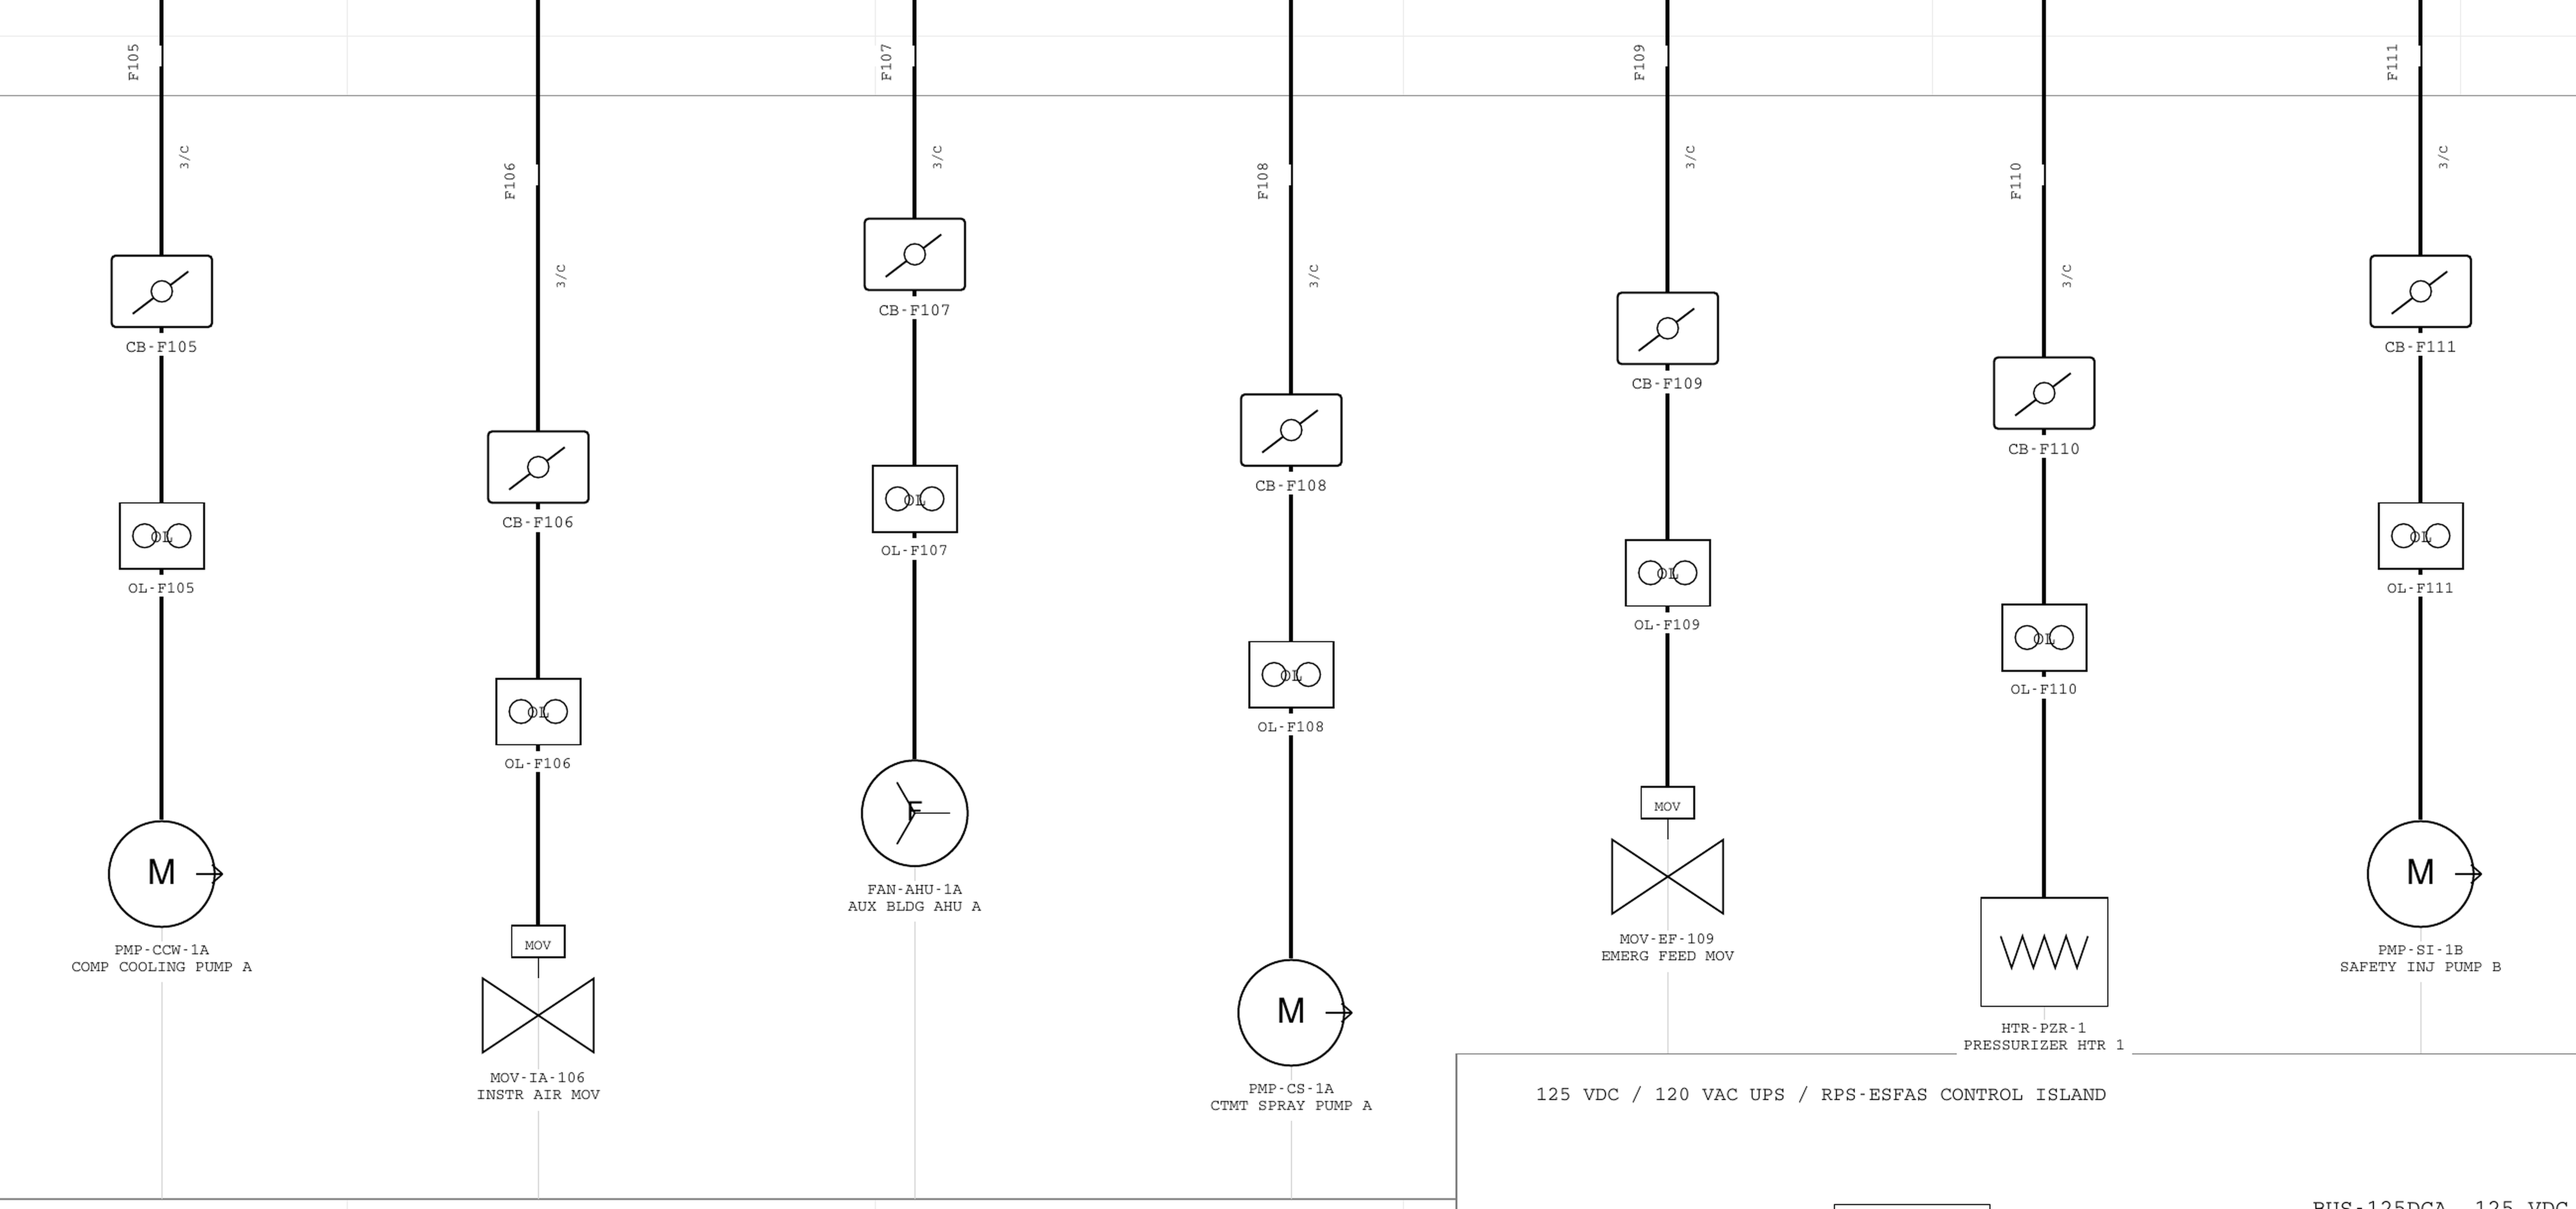 F105
3/C
CB-F105
OL
OL-F105
M
PMP-CCW-1A
COMP COOLING PUMP A
F106
3/C
CB-F106
OL
OL-F106
MOV
MOV-IA-106
INSTR AIR MOV
F107
3/C
CB-F107
OL
OL-F107
F
FAN-AHU-1A
AUX BLDG AHU A
F108
3/C
CB-F108
OL
OL-F108
M
PMP-CS-1A
CTMT SPRAY PUMP A
F109
3/C
CB-F109
OL
OL-F109
MOV
MOV-EF-109
EMERG FEED MOV
F110
3/C
CB-F110
OL
OL-F110
HTR-PZR-1
PRESSURIZER HTR 1
F111
3/C
CB-F111
OL
OL-F111
M
PMP-SI-1B
SAFETY INJ PUMP B
125 VDC / 120 VAC UPS / RPS-ESFAS CONTROL ISLAND
BUS-125DCA 125 VDC